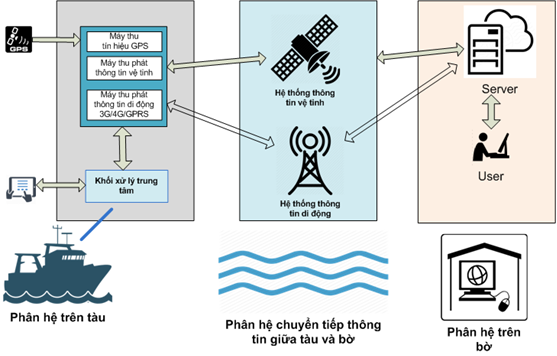 GPS
Máy thu
tín hiệu GPS
Máy thu phát
thông tin vệ tinh
Máy thu phát
thông tin di động
3G/4G/GPRS
Khối xử lý trung
tâm
Phân hệ trên tàu
Hệ thống thông
tin vệ tinh
Hệ thống thông
tin di động
Phân hệ chuyển tiếp thông
tin giữa tàu và bờ
Server
User
Phân hệ trên
bờ